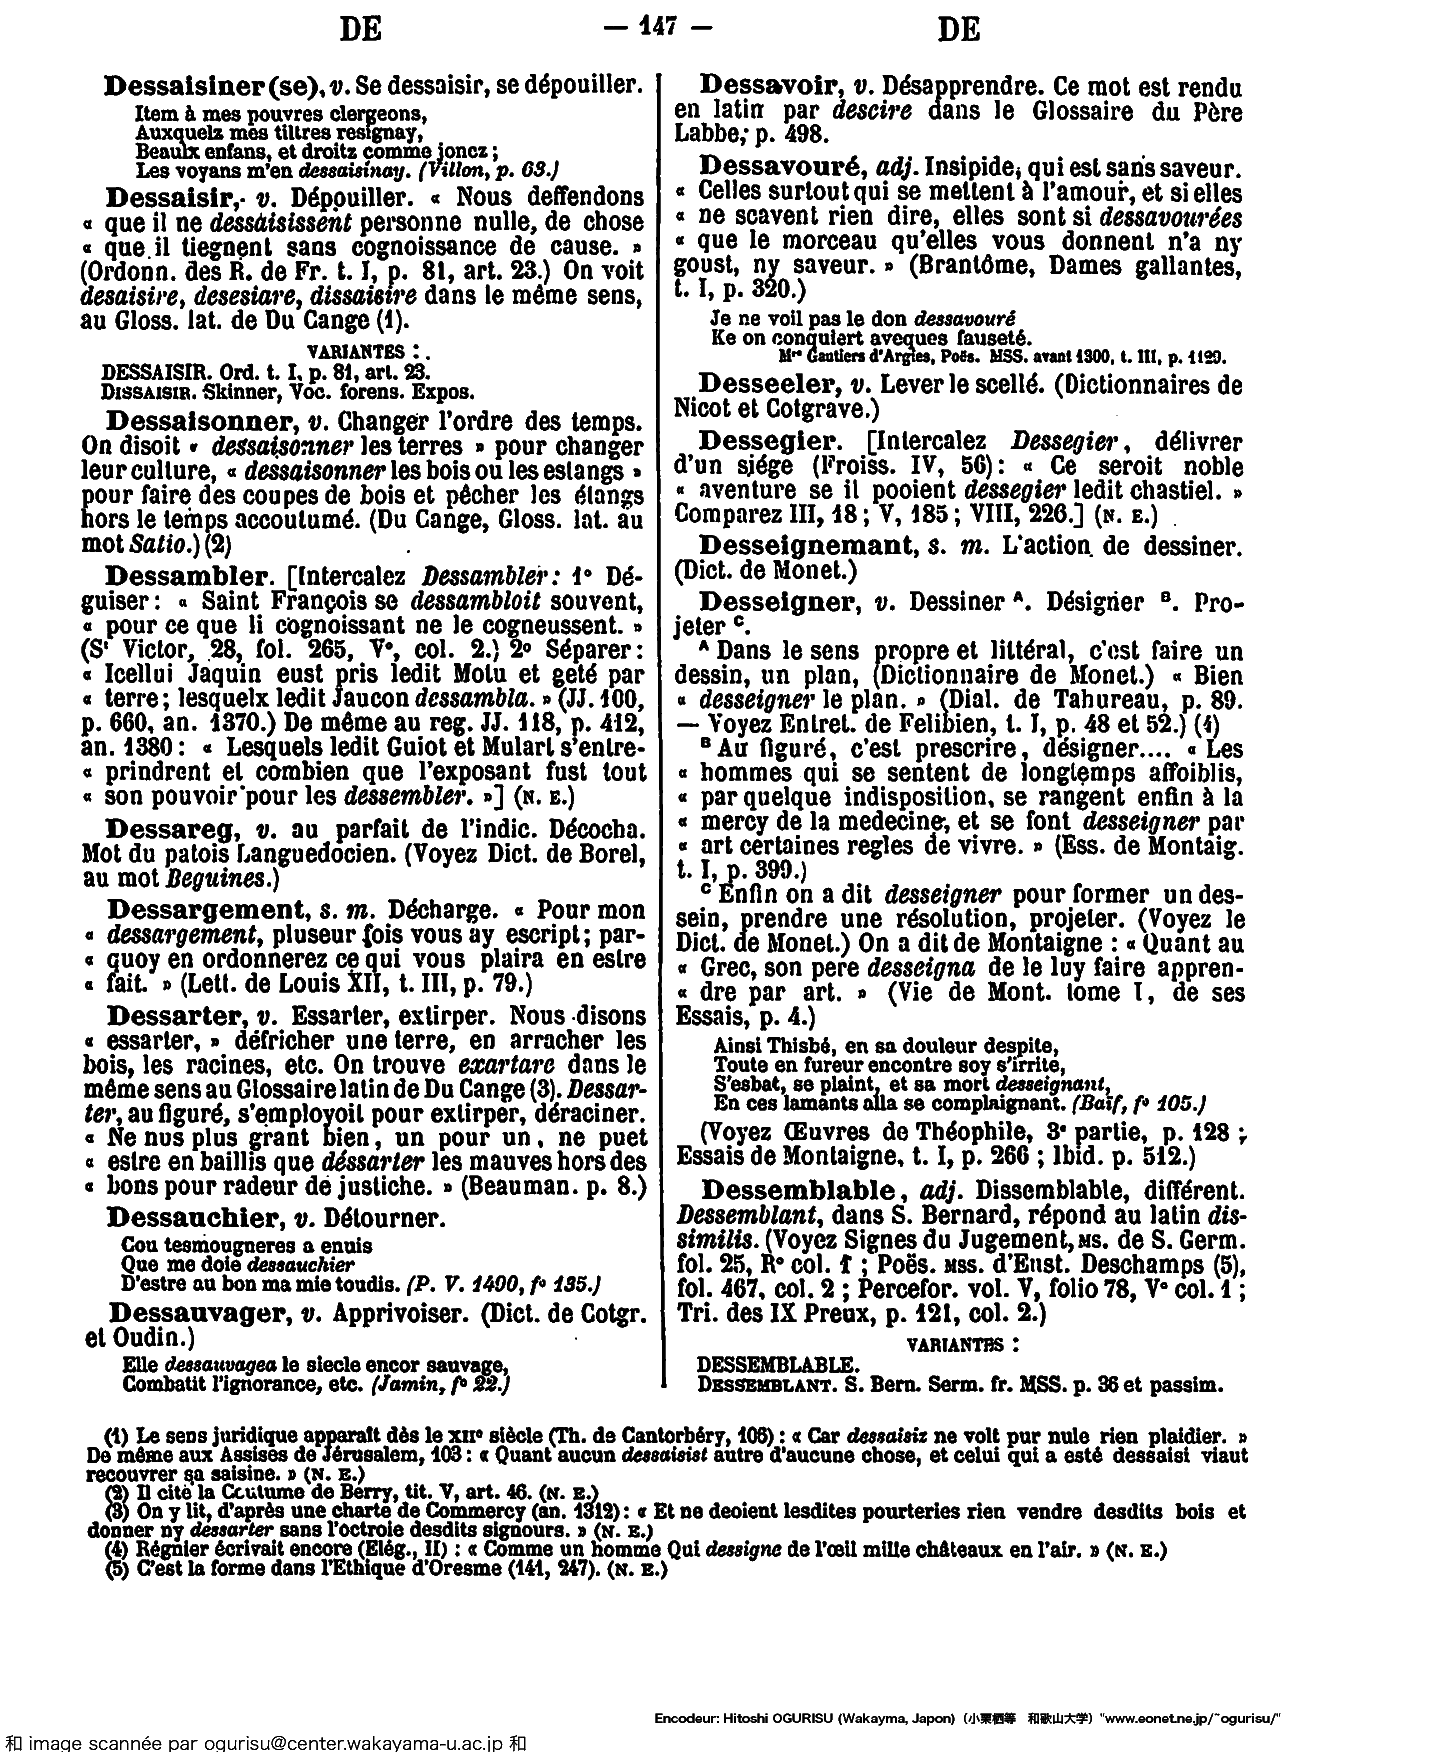 DE — 147 — DE
Dessaisiner (se), v. Se dessaisir, se dépouiller.
Item à mes pouvres clergeons,
Auxquelz mes tiltres resignay,
Beaulx enfans, et droitz comme joncz ;
Les voyans m'en dessaisinay. (Villon, p. 63.)
Dessaisir, v. Dépouiller. « Nous deffendons
« que il ne dessaisissent personne nulle, de chose
« que il tiegnent sans cognoissance de cause. »
(Ordonn. des R. de Fr. t. I, p. 81, art. 23.) On voit
desaisire, desesiare, dissaisire dans le même sens,
au Gloss. lat. de Du Cange (1).
VARIANTES :
DESSAISIR. Ord. t. I, p. 81, art. 23.
DISSAISIR. Skinner, Voc. forens. Expos.
Dessaisonner, v. Changer l'ordre des temps.
On disoit « dessaisonner les terres » pour changer
leur culture, « dessaisonner les bois ou les estangs »
pour faire des coupes de bois et pêcher les étangs
hors le temps accoutumé. (Du Cange, Gloss. lat. au
mot Satio.) (2)
Dessambler. [Intercalez Dessambler : 1° Dé-
guiser : « Saint François se dessambloit souvent,
« pour ce que li cognoissant ne le cogneussent. »
(St Victor, 28, fol. 265, V°, col. 2.) 2° Séparer :
« Icellui Jaquin eust pris ledit Motu et geté par
« terre ; lesquelx ledit Jaucon dessambla. » (JJ. 100,
p. 660, an. 1370.) De même au reg. JJ. 118, p. 412,
an. 1380 : « Lesquels ledit Guiot et Mulart s'entre-
« prindrent et combien que l'exposant fust tout
« son pouvoir pour les dessembler. »] (N. E.)
Dessareg, v. au parfait de l'indic. Décocha.
Mot du patois Languedocien. (Voyez Dict. de Borel,
au mot Beguines.)
Dessargement, s. m. Décharge. « Pour mon
« dessargement, pluseur fois vous ay escript ; par-
« quoy en ordonnerez ce qui vous plaira en estre
« fait. » (Lett. de Louis XII, t. III, p. 79.)
Dessarter, v. Essarter, extirper. Nous disons
« essarter, » défricher une terre, en arracher les
bois, les racines, etc. On trouve exartare dans le
même sens au Glossaire latin de Du Cange (3). Dessar-
ter, au figuré, s'employoit pour extirper, déraciner.
« Ne nus plus grant bien, un pour un, ne puet
« estre en baillis que déssarter les mauves hors des
« bons pour radeur de justiche. » (Beauman. p. 8.)
Dessauchier, v. Détourner.
Cou tesmougneres a enuis
Que me doie dessauchier
D'estre au bon ma mie toudis. (P. V. 1400, f° 135.)
Dessauvager, v. Apprivoiser. (Dict. de Cotgr.
et Oudin.)
Elle dessauvagea le siecle encor sauvage,
Combatit l'ignorance, etc. (Jamin, f° 22.)
Dessavoir, v. Désapprendre. Ce mot est rendu
en latin par descire dans le Glossaire du Père
Labbe, p. 498.
Dessavouré, adj. Insipide, qui est sans saveur.
« Celles surtout qui se mettent à l'amour, et si elles
« ne scavent rien dire, elles sont si dessavourées
« que le morceau qu'elles vous donnent n'a ny
goust, ny saveur. » (Brantôme, Dames gallantes,
t. I, p. 320.)
Je ne voil pas le don dessavouré
Ke on conquiert aveques fauseté.
Mre Gautiers d'Argies, Poës. MSS. avant 1300, t. III, p. 1129.
Desseeler, v. Lever le scellé. (Dictionnaires de
Nicot et Cotgrave.)
Dessegier. [Intercalez Dessegier, délivrer
d'un siége (Froiss. IV, 56) : « Ce seroit noble
« aventure se il pooient dessegier ledit chastiel. »
Comparez III, 18 ; V, 185 ; VIII, 226.] (N. E.)
Desseignemant, s. m. L'action de dessiner.
(Dict. de Monet.)
Desseigner, v. Dessiner A. Désigner B. Pro-
jeter C.
A Dans le sens propre et littéral, c'est faire un
dessin, un plan, (Dictionnaire de Monet.) « Bien
« desseigner le plan. » (Dial. de Tahureau, p. 89.
— Voyez Entret. de Felibien, t. I, p. 48 et 52.) (4)
B Au figuré, c'est prescrire, désigner.... « Les
« hommes qui se sentent de longtemps affoiblis,
« par quelque indisposition, se rangent enfin à la
« mercy de la medecine, et se font desseigner par
« art certaines regles de vivre. » (Ess. de Montaig.
t. I, p. 399.)
C Enfin on a dit desseigner pour former un des-
sein, prendre une résolution, projeter. (Voyez le
Dict. de Monet.) On a dit de Montaigne : « Quant au
« Grec, son pere desseigna de le luy faire appren-
« dre par art. » (Vie de Mont. tome I, de ses
Essais, p. 4.)
Ainsi Thisbé, en sa douleur despite,
Toute en fureur encontre soy s'irrite,
S'esbat, se plaint, et sa mort desseignant,
En ces lamants alla se complaignant. (Baïf, f° 105.)
(Voyez Œuvres de Théophile, 3e partie, p. 128 ;
Essais de Montaigne, t. I, p. 266 ; Ibid. p. 512.)
Dessemblable, adj. Dissemblable, différent.
Dessemblant, dans S. Bernard, répond au latin dis-
similis. (Voyez Signes du Jugement, MS. de S. Germ.
fol. 25, R° col. 1 ; Poës. MSS. d'Eust. Deschamps (5),
fol. 467, col. 2 ; Percefor. vol. V, folio 78, V° col. 1 ;
Tri. des IX Preux, p. 121, col. 2.)
VARIANTES :
DESSEMBLABLE.
DESSEMBLANT. S. Bern. Serm. fr. MSS. p. 36 et passim.
(1) Le sens juridique apparaît dès le XIIe siècle (Th. de Cantorbéry, 106) : « Car dessaisiz ne volt pur nule rien plaidier. »
De même aux Assises de Jérusalem, 103 : « Quant aucun dessaisist autre d'aucune chose, et celui qui a esté dessaisi viaut
recouvrer sa saisine. » (N. E.)
(2) Il cite la Coutume de Berry, tit. V, art. 46. (N. E.)
(3) On y lit, d'après une charte de Commercy (an. 1312) : « Et ne deoient lesdites pourteries rien vendre desdits bois et
donner ny dessarter sans l'octroie desdits signours. » (N. E.)
(4) Régnier écrivait encore (Elég., II) : « Comme un homme Qui dessigne de l'œil mille châteaux en l'air. » (N. E.)
(5) C'est la forme dans l'Ethique d'Oresme (141, 247). (N. E.)
Encodeur: Hitoshi OGURISU (Wakayma, Japon) (小栗栖等 和歌山大学) "www.eonet.ne.jp/~ogurisu/"
和 image scannée par ogurisu@center.wakayama-u.ac.jp 和